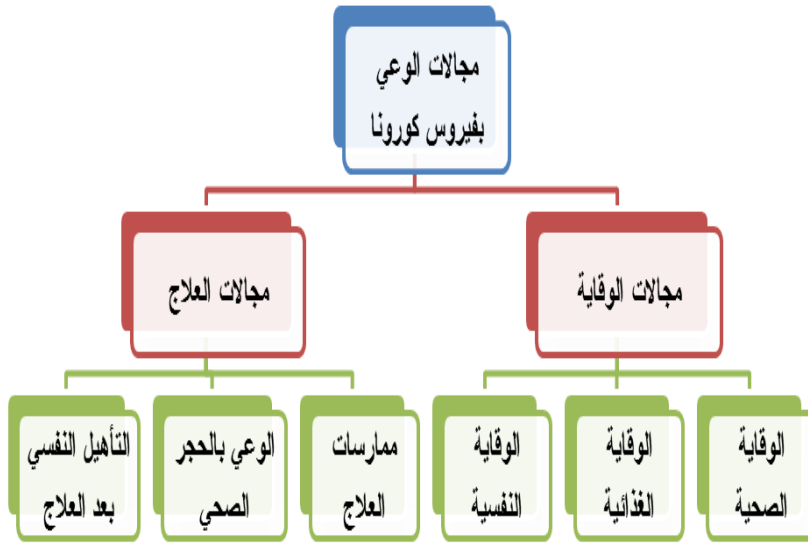 مجالات الوعي
بفيروس كورونا
مجالات الوقاية
مجالات العلاج
الوقاية
الصحية
الوقاية
الغذائية
الوقاية
النفسية
ممارسات
العلاج
الوعي بالحجر
الصحي
التأهيل النفسي
بعد العلاج